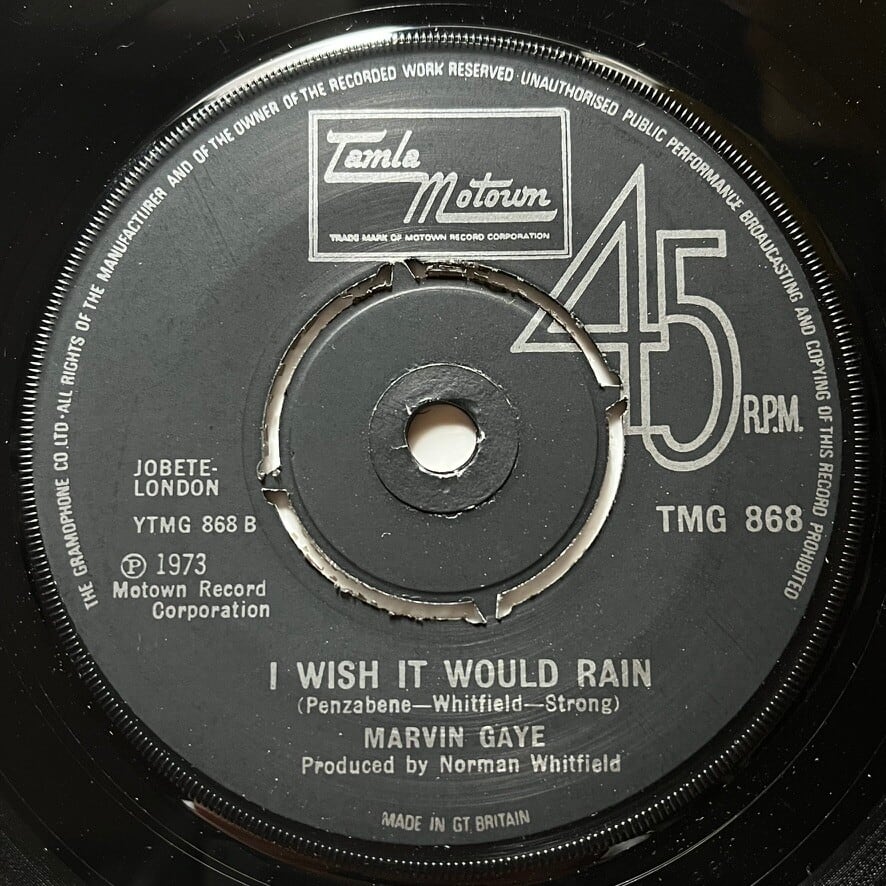 THE GRAMOPHONE CO. LTD · ALL RIGHTS OF THE MANUFACTURER AND OF THE OWNER OF THE RECORDED WORK RESERVED · UNAUTHORISED PUBLIC PERFORMANCE BROADCASTING AND COPYING OF THIS RECORD PROHIBITED
Tamla
Motown
TRADE MARK OF MOTOWN RECORD CORPORATION
45
R.P.M.
JOBETE-
LONDON
YTMG 868 B
TMG 868
Ⓟ 1973
Motown Record
Corporation
I WISH IT WOULD RAIN
(Penzabene—Whitfield—Strong)
MARVIN GAYE
Produced by Norman Whitfield
MADE IN GT. BRITAIN